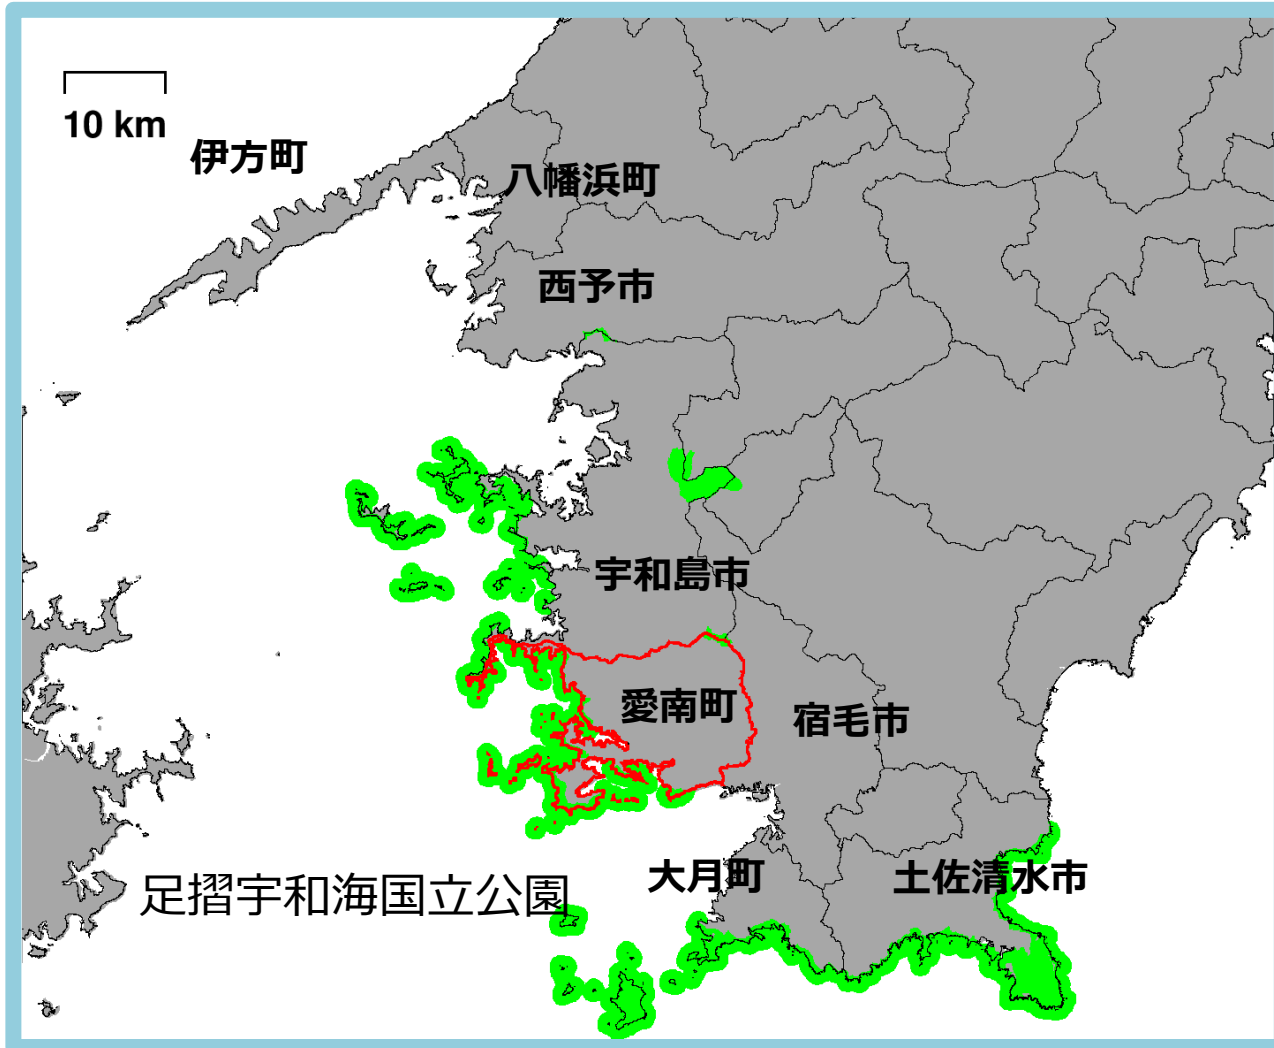 10 km
伊方町
八幡浜町
西予市
宇和島市
愛南町
宿毛市
大月町
土佐清水市
足摺宇和海国立公園